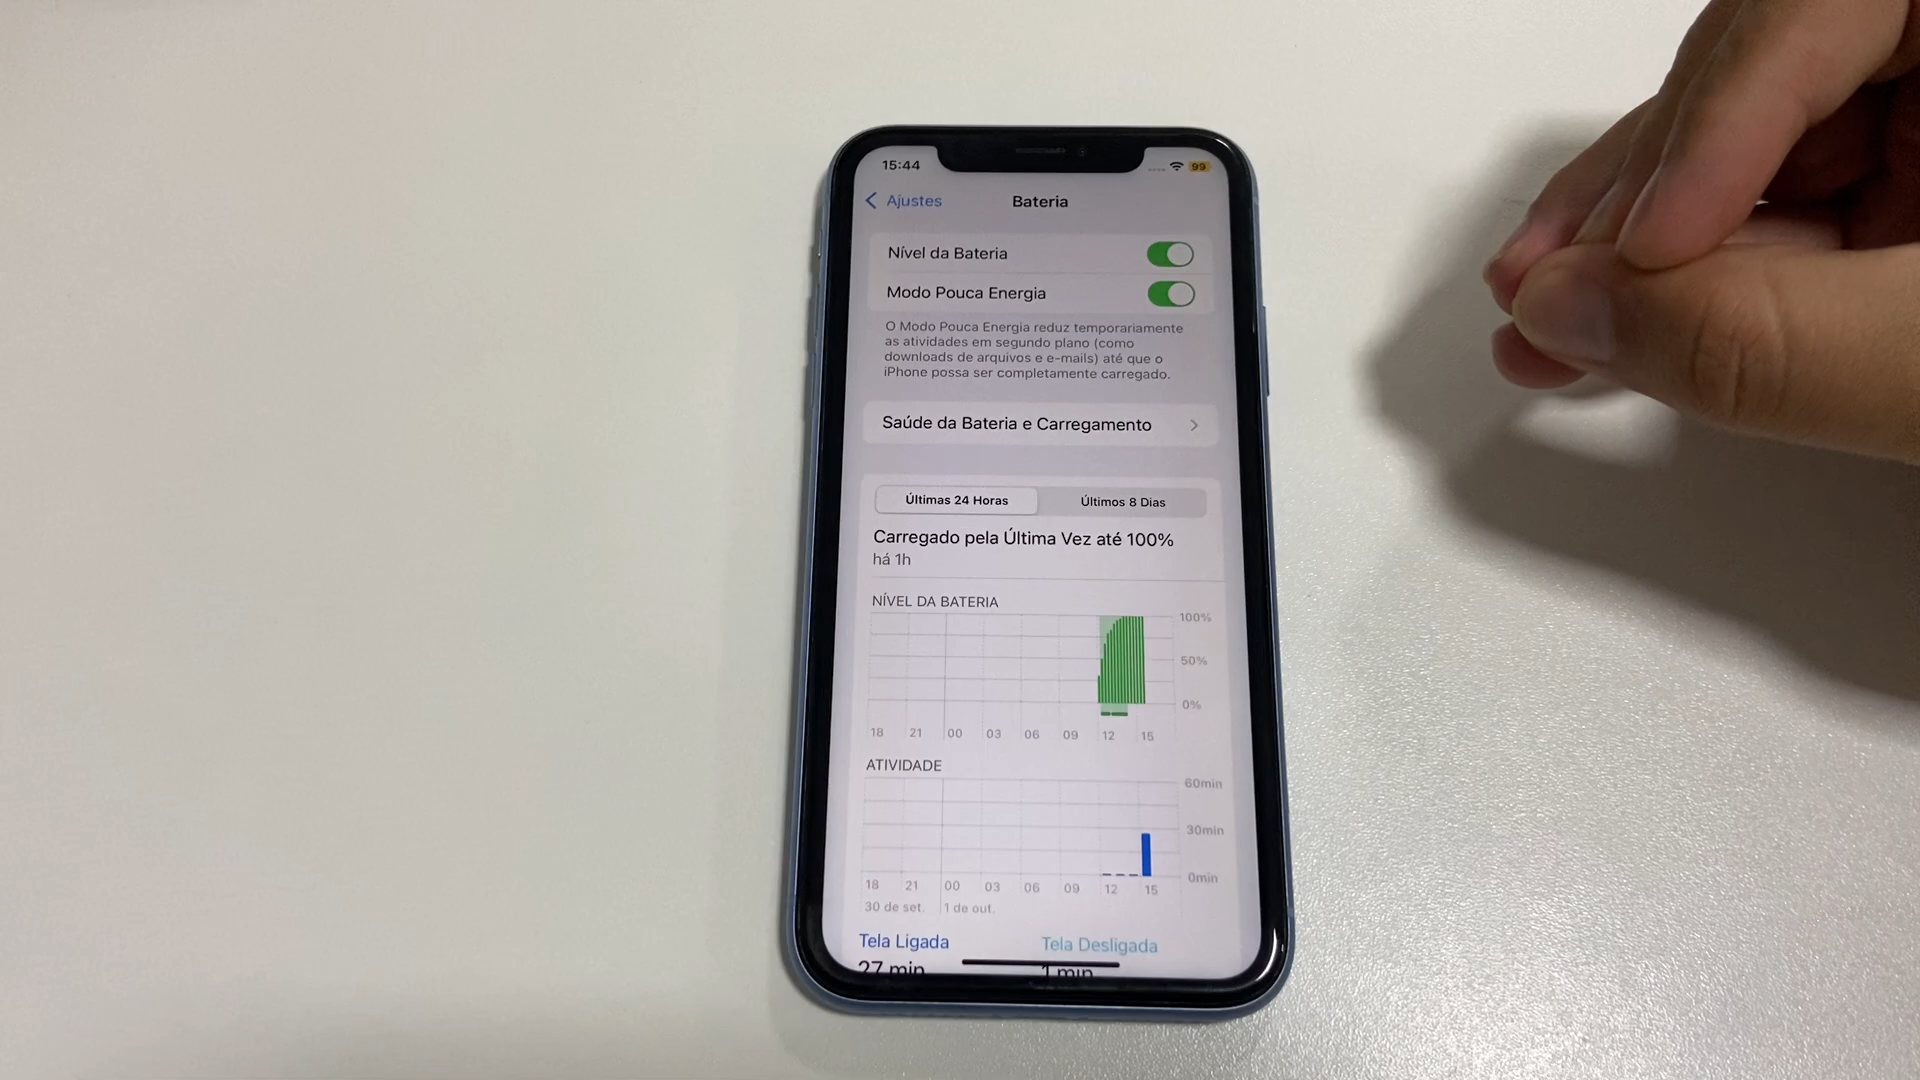 15:44
99
Ajustes
Bateria
Nível da Bateria
Modo Pouca Energia
O Modo Pouca Energia reduz temporariamente
as atividades em segundo plano (como
downloads de arquivos e e-mails) até que o
iPhone possa ser completamente carregado.
Saúde da Bateria e Carregamento
Últimas 24 Horas
Últimos 8 Dias
Carregado pela Última Vez até 100%
há 1h
NÍVEL DA BATERIA
100%
50%
0%
18 21 00 03 06 09 12 15
ATIVIDADE
60min
30min
0min
18 21 00 03 06 09 12 15
30 de set. 1 de out.
Tela Ligada Tela Desligada
27 min 1 min